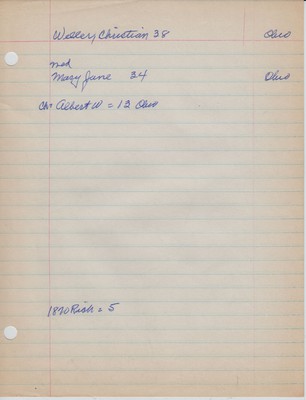 Wesley, Christian 38 Ohio
md
Mary Jane 34 Ohio
Ch = Albert W = 12 Ohio
1870 Rich = 5